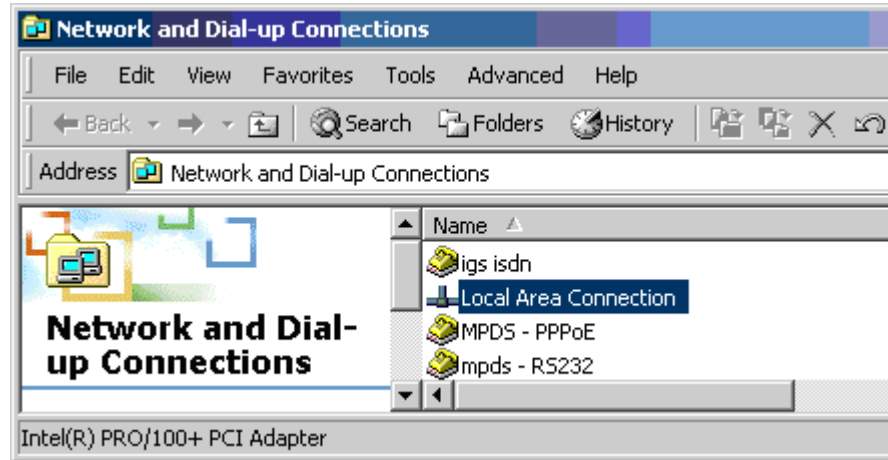 Network and Dial-up Connections
File Edit View Favorites Tools Advanced Help
Back Search Folders History
Address Network and Dial-up Connections
Network and Dial-
up Connections
Name
igs isdn
Local Area Connection
MPDS - PPPoE
mpds - RS232
Intel(R) PRO/100+ PCI Adapter